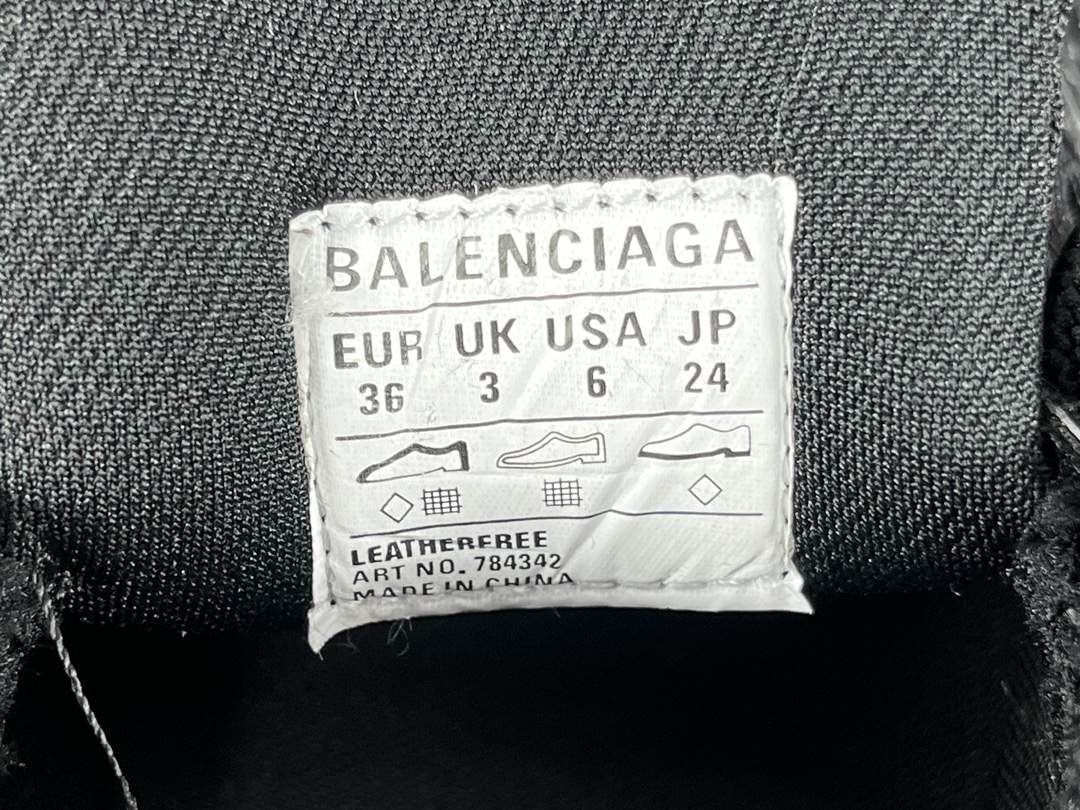 BALENCIAGA
EUR UK USA JP
36 3 6 24
LEATHERFREE
ART NO. 784342
MADE IN CHINA